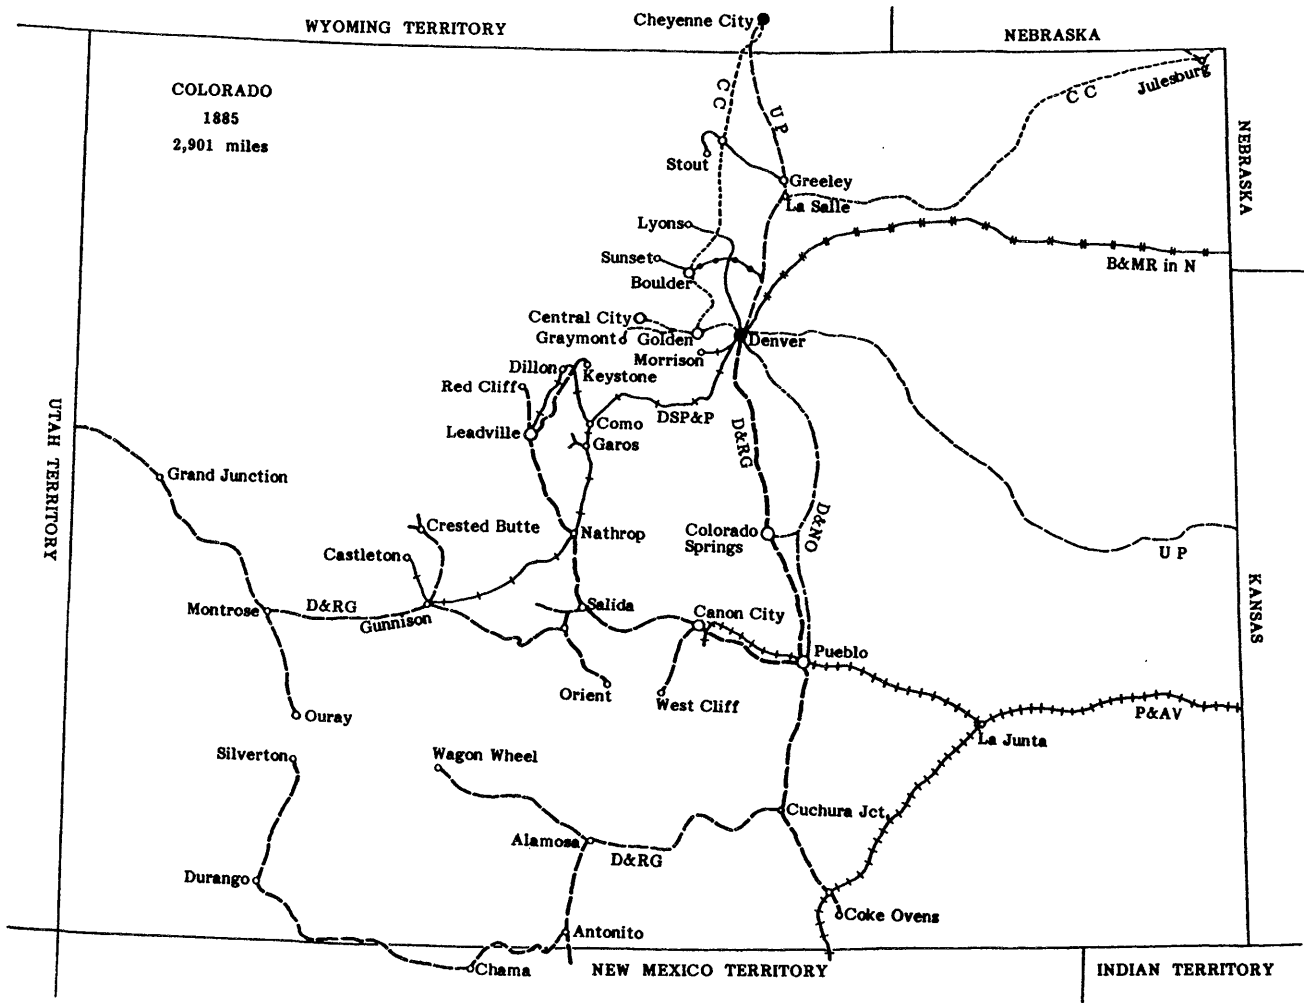 Cheyenne City
WYOMING TERRITORY
NEBRASKA
COLORADO
1885
2,901 miles
C C
U P
C C
Julesburg
NEBRASKA
Stout
Greeley
La Salle
Lyons
Sunset
Boulder
B&MR in N
Central City
Graymont
Golden
Denver
Morrison
Dillon
Keystone
Red Cliff
DSP&P
Como
Leadville
Garos
D&RG
UTAH TERRITORY
Grand Junction
Crested Butte
Nathrop
Colorado
Springs
D&NO
U P
Castleton
KANSAS
Montrose
D&RG
Gunnison
Salida
Canon City
Pueblo
Orient
West Cliff
Ouray
P&AV
La Junta
Silverton
Wagon Wheel
Cuchura Jct.
Alamosa
D&RG
Durango
Coke Ovens
Antonito
Chama
NEW MEXICO TERRITORY
INDIAN TERRITORY